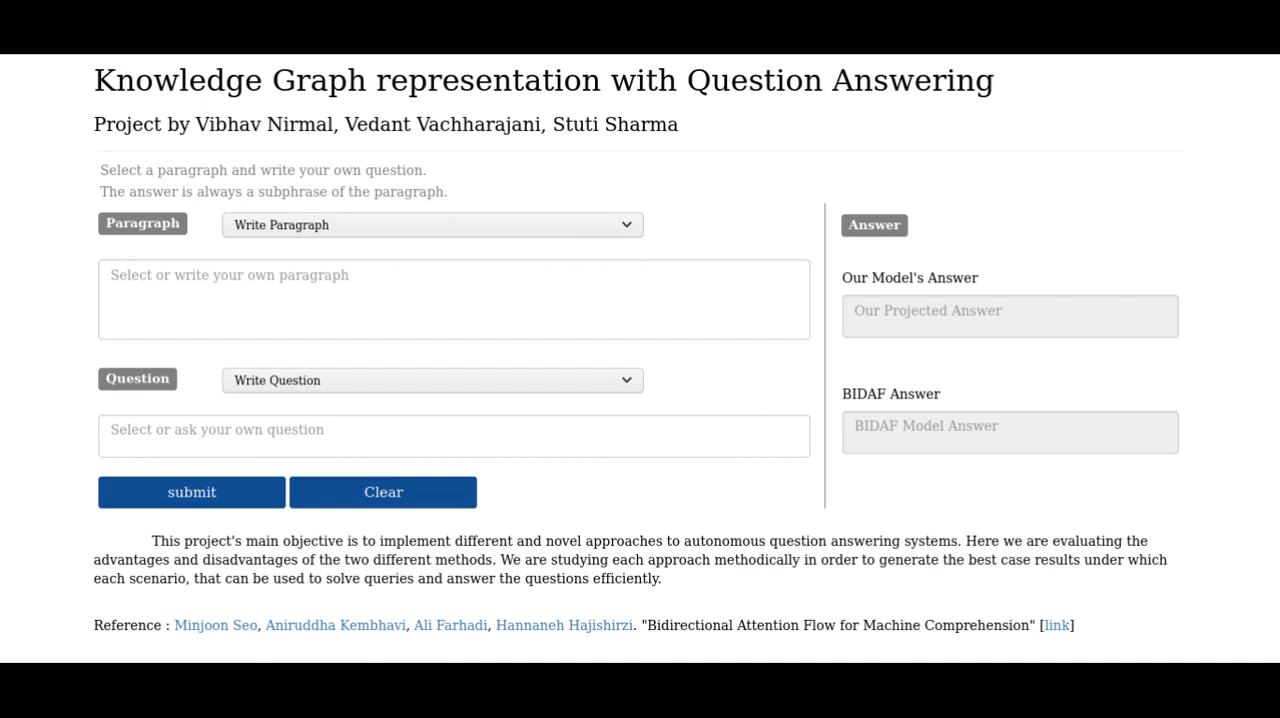 Knowledge Graph representation with Question Answering
Project by Vibhav Nirmal, Vedant Vachharajani, Stuti Sharma
Select a paragraph and write your own question.
The answer is always a subphrase of the paragraph.
Paragraph
Write Paragraph
Select or write your own paragraph
Question
Write Question
Select or ask your own question
submit
Clear
Answer
Our Model's Answer
Our Projected Answer
BIDAF Answer
BIDAF Model Answer
This project's main objective is to implement different and novel approaches to autonomous question answering systems. Here we are evaluating the
advantages and disadvantages of the two different methods. We are studying each approach methodically in order to generate the best case results under which
each scenario, that can be used to solve queries and answer the questions efficiently.
Reference : Minjoon Seo, Aniruddha Kembhavi, Ali Farhadi, Hannaneh Hajishirzi. "Bidirectional Attention Flow for Machine Comprehension" [link]